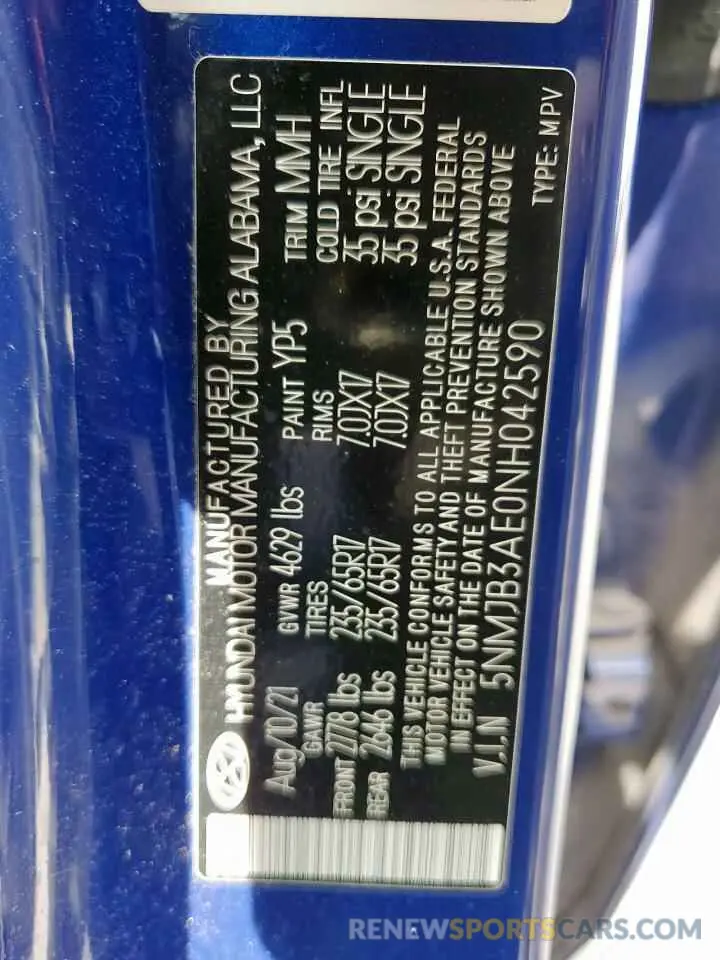 MANUFACTURED BY
HYUNDAI MOTOR MANUFACTURING ALABAMA, LLC
Aug/10/21 GVWR 4629 lbs PAINT YP5 TRIM MMH
GAWR TIRES RIMS COLD TIRE INFL
FRONT 2778 lbs 235/65R17 7.0JX17 35 psi SINGLE
REAR 2646 lbs 235/65R17 7.0JX17 35 psi SINGLE
THIS VEHICLE CONFORMS TO ALL APPLICABLE U.S.A. FEDERAL
MOTOR VEHICLE SAFETY AND THEFT PREVENTION STANDARDS
IN EFFECT ON THE DATE OF MANUFACTURE SHOWN ABOVE
V.I.N 5NMJB3AE0NH042590
TYPE: MPV
RENEWSPORTSCARS.COM